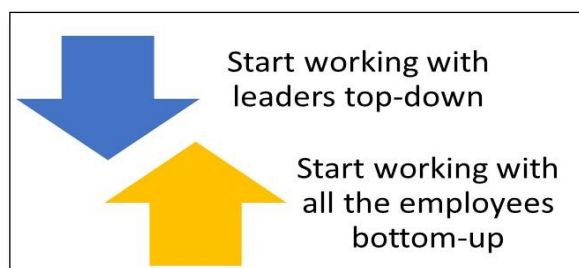 Start working with
leaders top-down
Start working with
all the employees
bottom-up